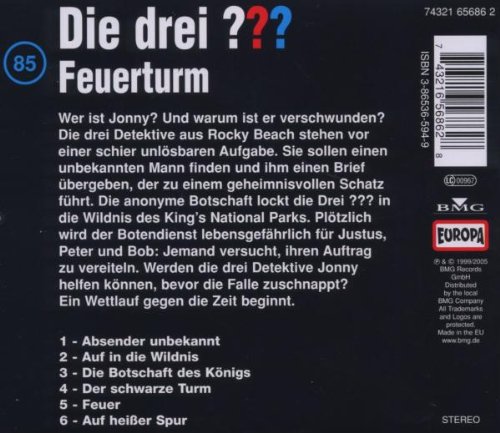 74321 65686 2
Die drei ???
85
Feuerturm
Wer ist Jonny? Und warum ist er verschwunden?
Die drei Detektive aus Rocky Beach stehen vor
einer schier unlösbaren Aufgabe. Sie sollen einen
unbekannten Mann finden und ihm einen Brief
übergeben, der zu einem geheimnisvollen Schatz
führt. Die anonyme Botschaft lockt die Drei ??? in
die Wildnis des King's National Parks. Plötzlich
wird der Botendienst lebensgefährlich für Justus,
Peter und Bob: Jemand versucht, ihren Auftrag
zu vereiteln. Werden die drei Detektive Jonny
helfen können, bevor die Falle zuschnappt?
Ein Wettlauf gegen die Zeit beginnt.
1 - Absender unbekannt
2 - Auf in die Wildnis
3 - Die Botschaft des Königs
4 - Der schwarze Turm
5 - Feuer
6 - Auf heißer Spur
ISBN 3-86536-594-9
7 43216 56862 8
LC 00967
BMG
EUROPA
℗ & © 1999/2005
BMG Records
GmbH
Distributed
by the local
BMG Company
All Trademarks
and Logos are
protected.
Made in the EU
www.bmg.de
STEREO